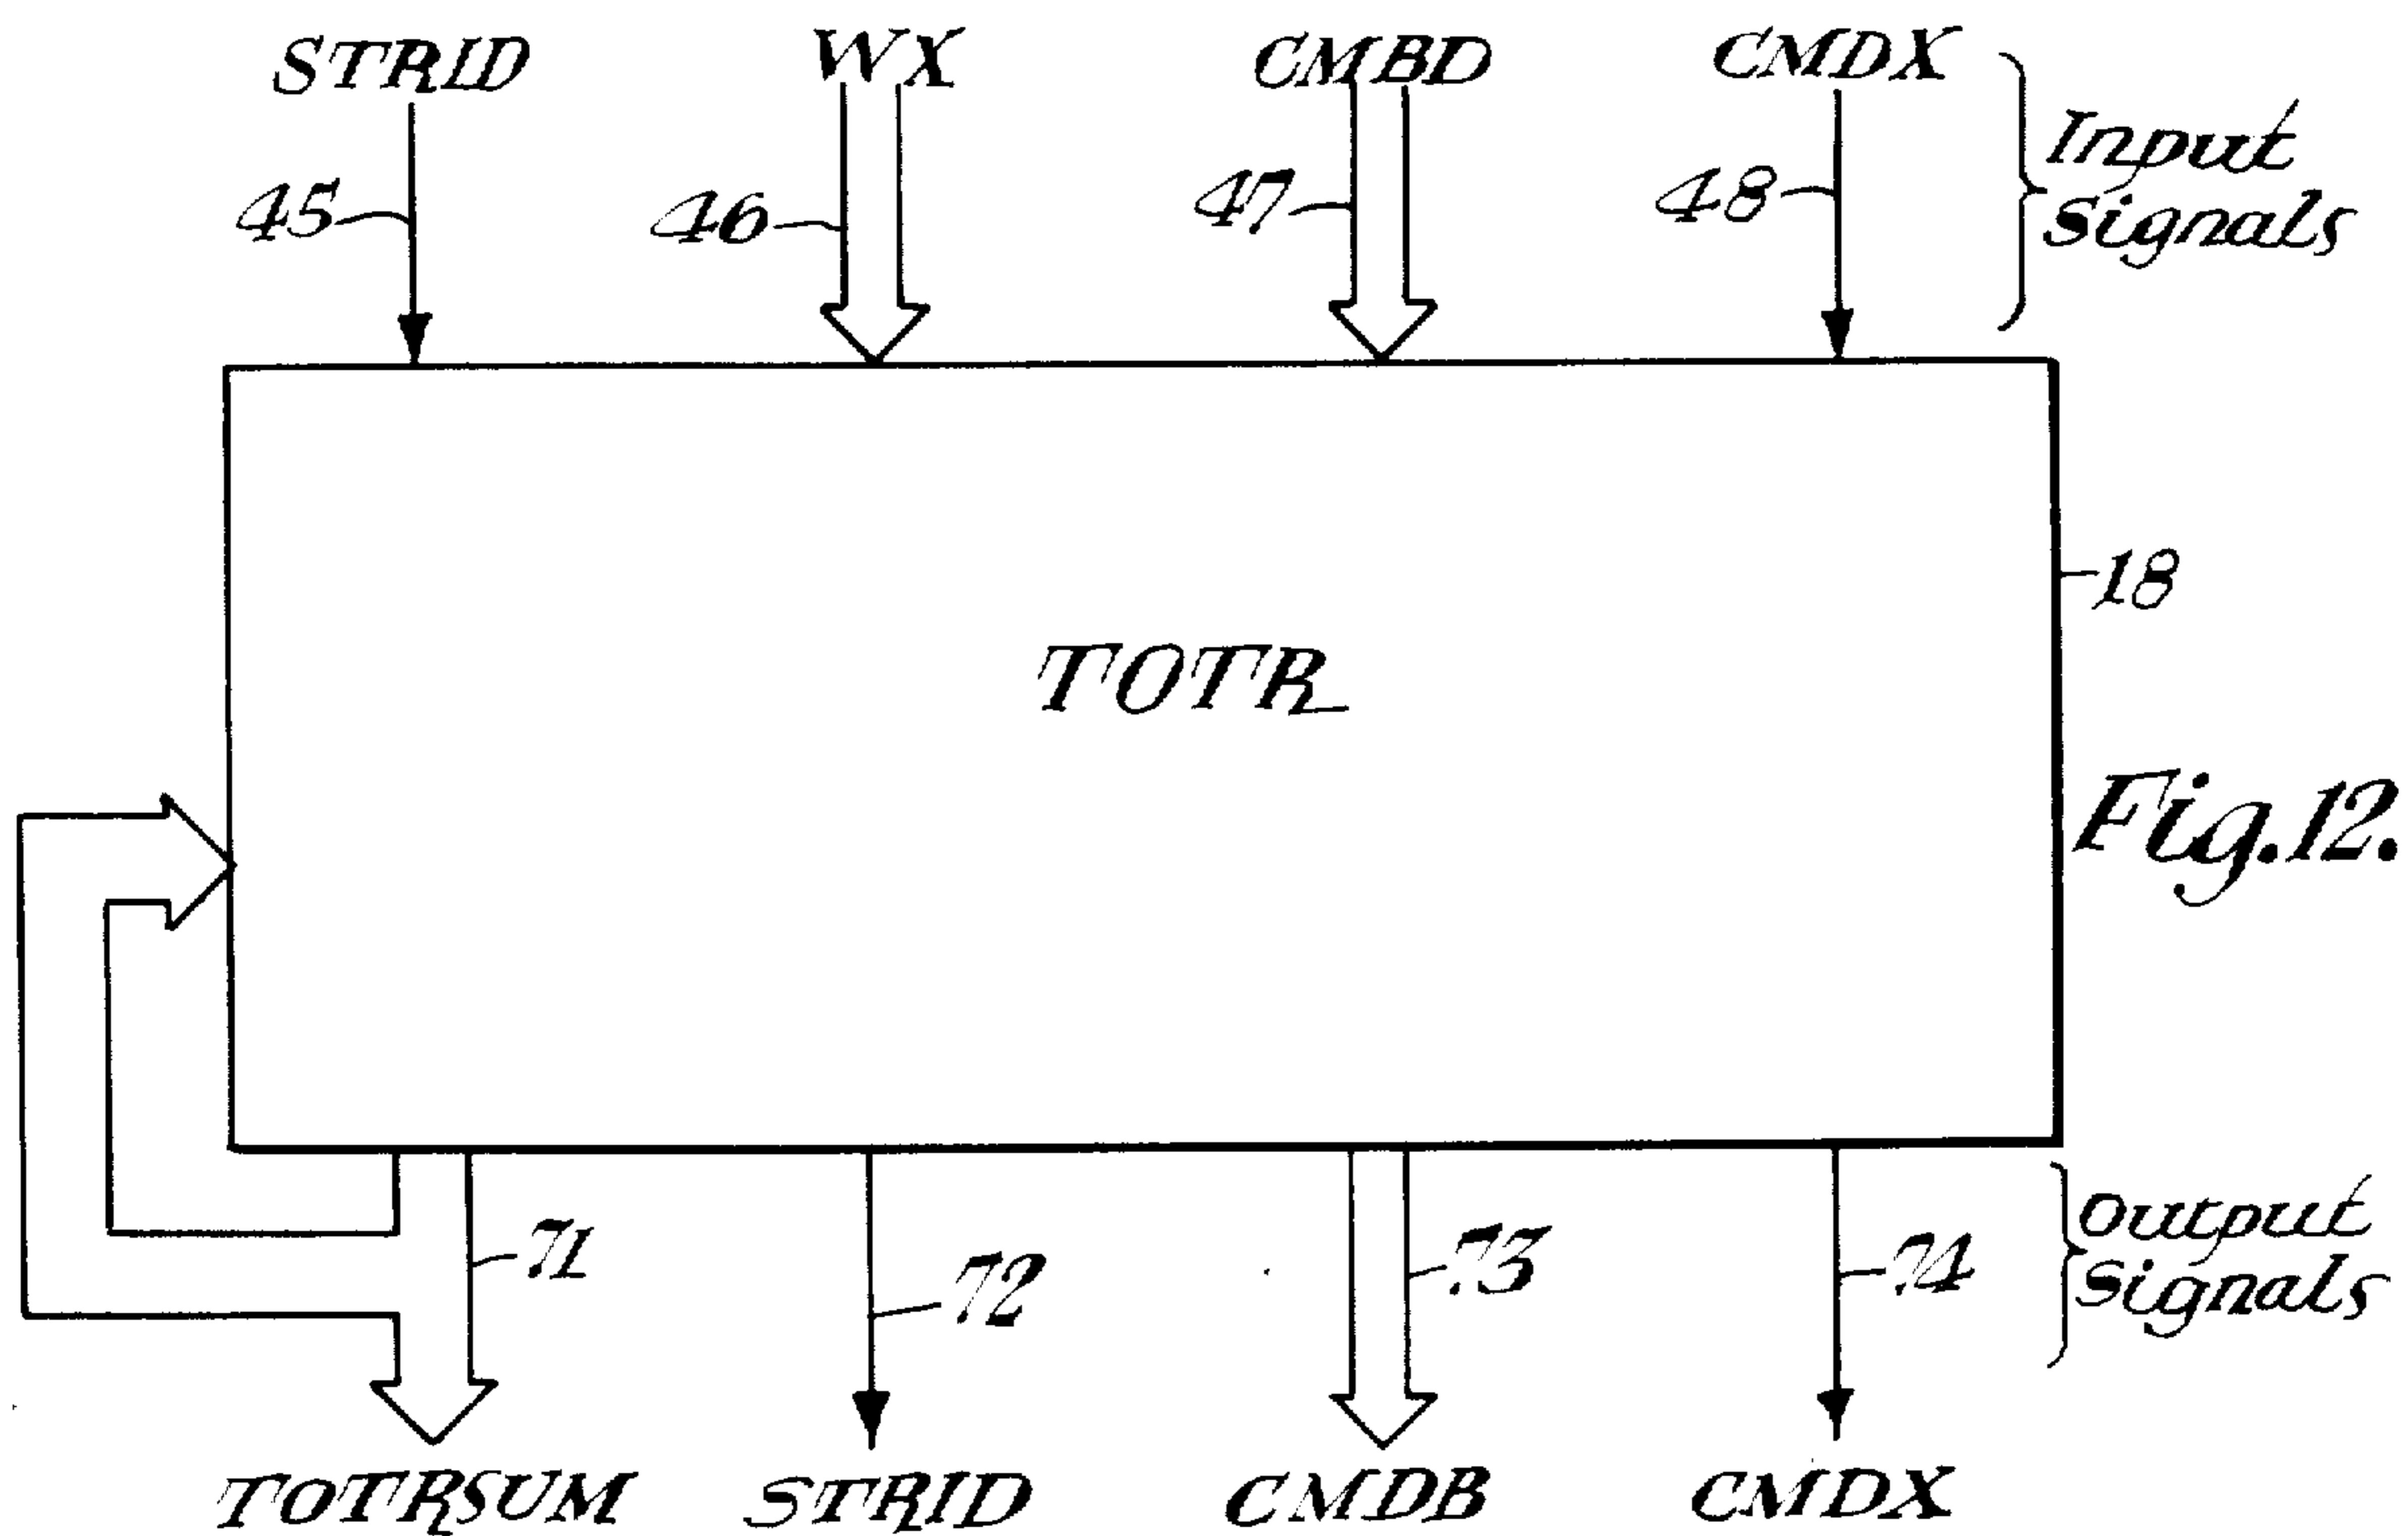 STRID WX CMBD CMDX
Input
Signals
45 46 47 48
18
TOTR
Fig. 12.
71 72 73 74
Output
Signals
TOTRSUM STRID CMDB CMDX